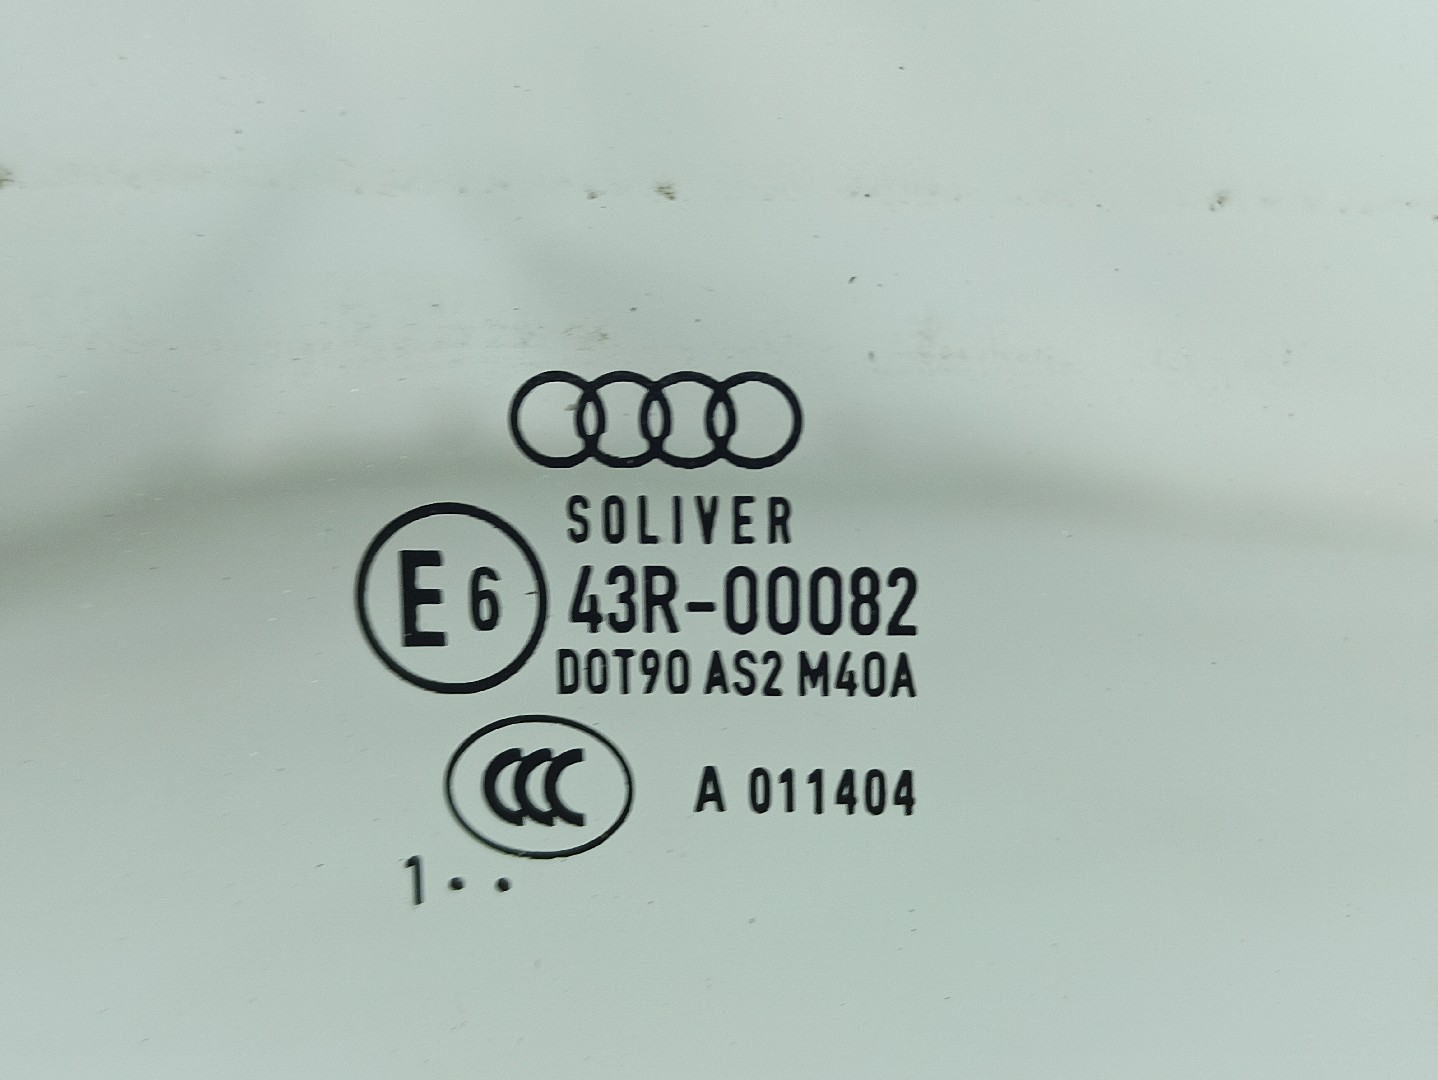 SOLIVER
E 6 43R-00082
DOT90 AS2 M40A
CCC A 011404
1··